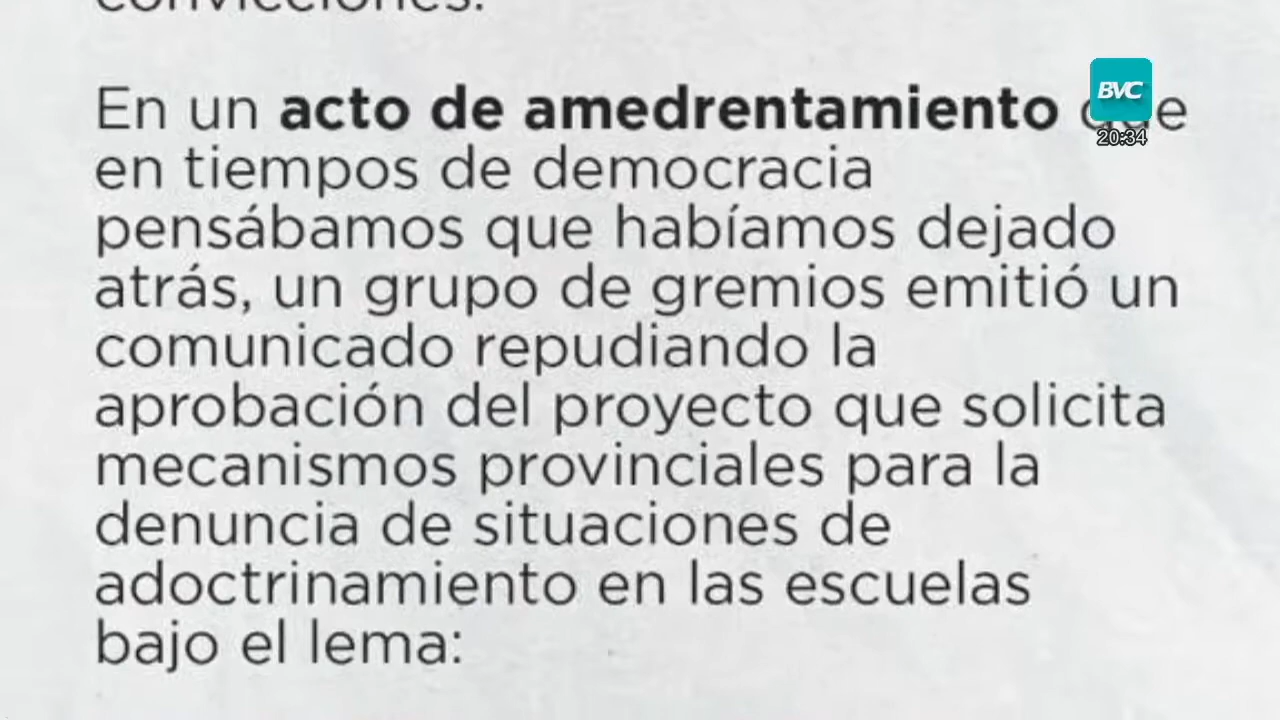 convicciones.
En un acto de amedrentamiento que
en tiempos de democracia
pensábamos que habíamos dejado
atrás, un grupo de gremios emitió un
comunicado repudiando la
aprobación del proyecto que solicita
mecanismos provinciales para la
denuncia de situaciones de
adoctrinamiento en las escuelas
bajo el lema:
BVC
20:34